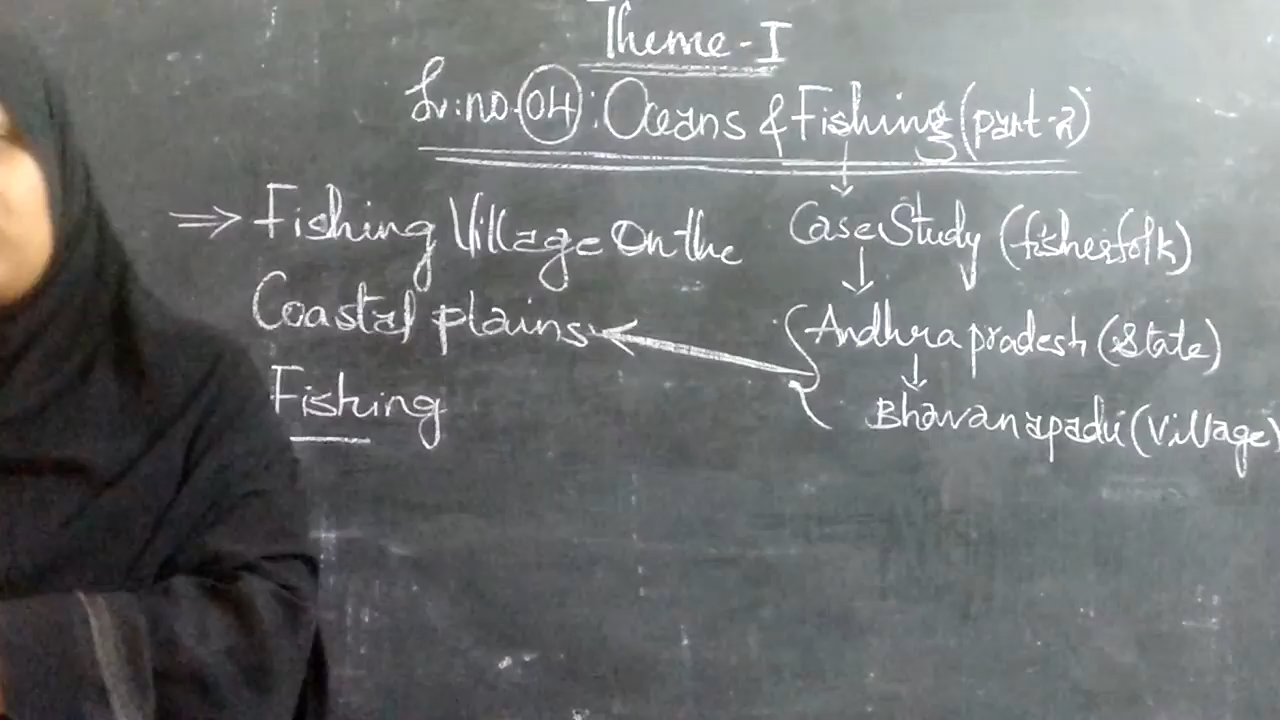 Theme-I
Lr:no.04: Oceans & Fishing (part-2)
⇒ Fishing Village On the
Coastal plains
Fishing
Case Study (fisherfolk)
Andhra pradesh (State)
Bhavanapadu (Village)